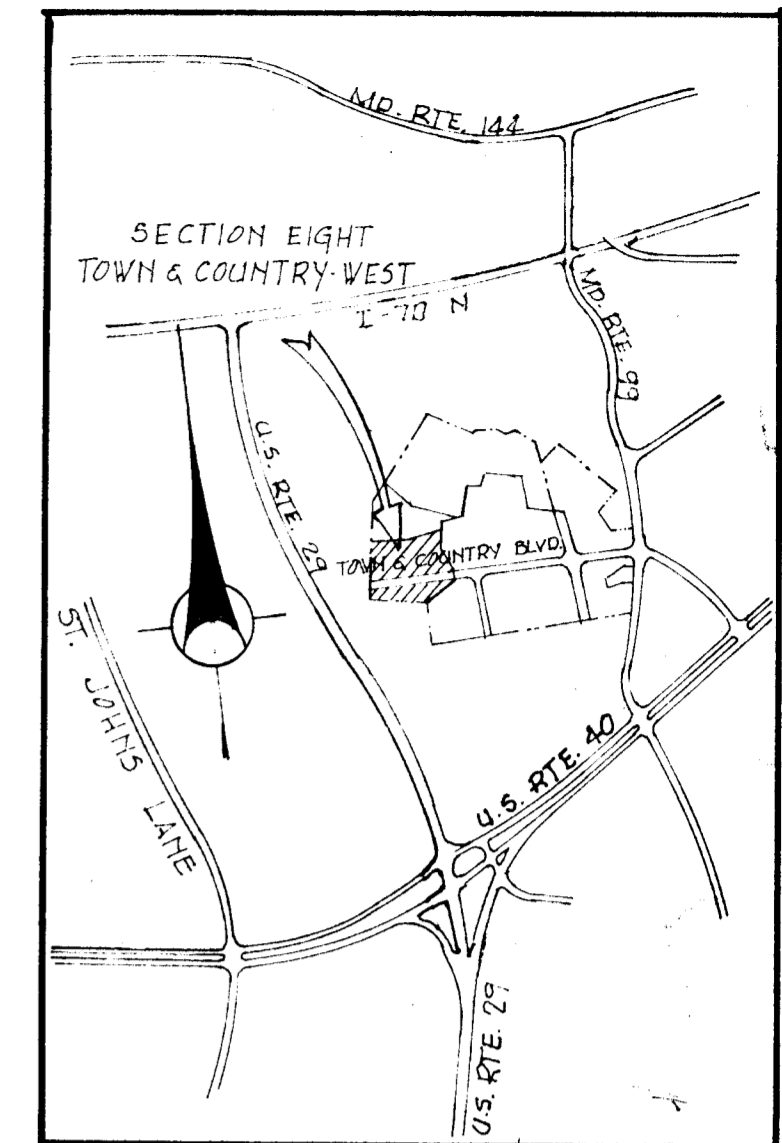 MD. RTE. 144
SECTION EIGHT
TOWN & COUNTRY-WEST
I-70 N
MD. RTE. 99
U.S. RTE. 29
TOWN & COUNTRY BLVD.
ST. JOHNS LANE
U.S. RTE. 40
U.S. RTE. 29